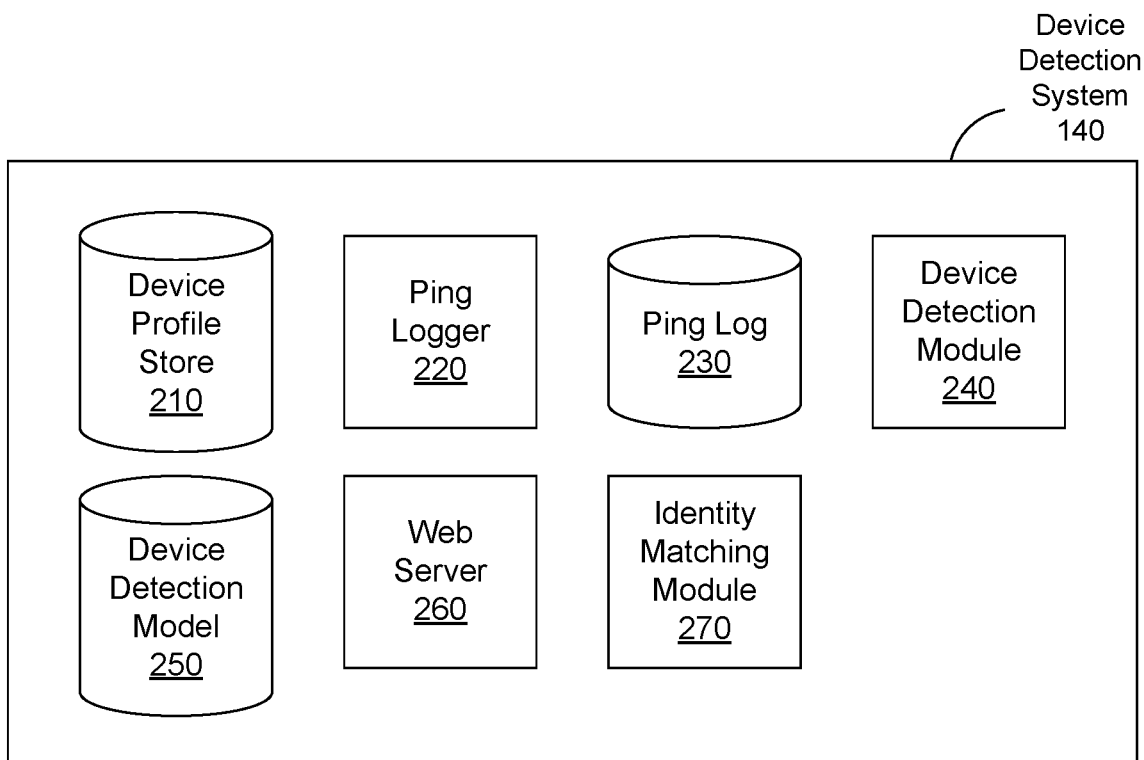 Device
Detection
System
140
Device
Profile
Store
210
Ping
Logger
220
Ping Log
230
Device
Detection
Module
240
Device
Detection
Model
250
Web
Server
260
Identity
Matching
Module
270